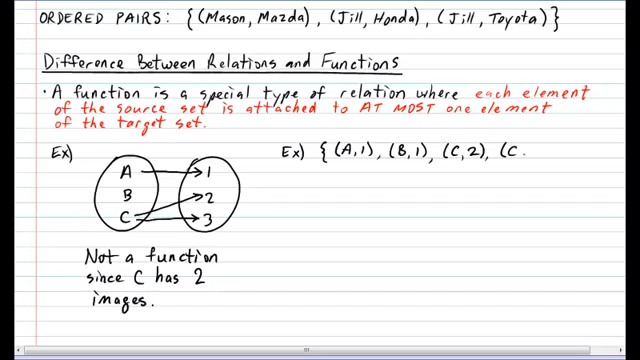 ORDERED PAIRS: {(Mason, Mazda), (Jill, Honda), (Jill, Toyota)}
Difference Between Relations and Functions
· A function is a special type of relation where each element
of the source set is attached to AT MOST one element
of the target set.
Ex)
A 1
B 2
C 3
Not a function
since C has 2
images.
Ex) {(A,1), (B,1), (C,2), (C